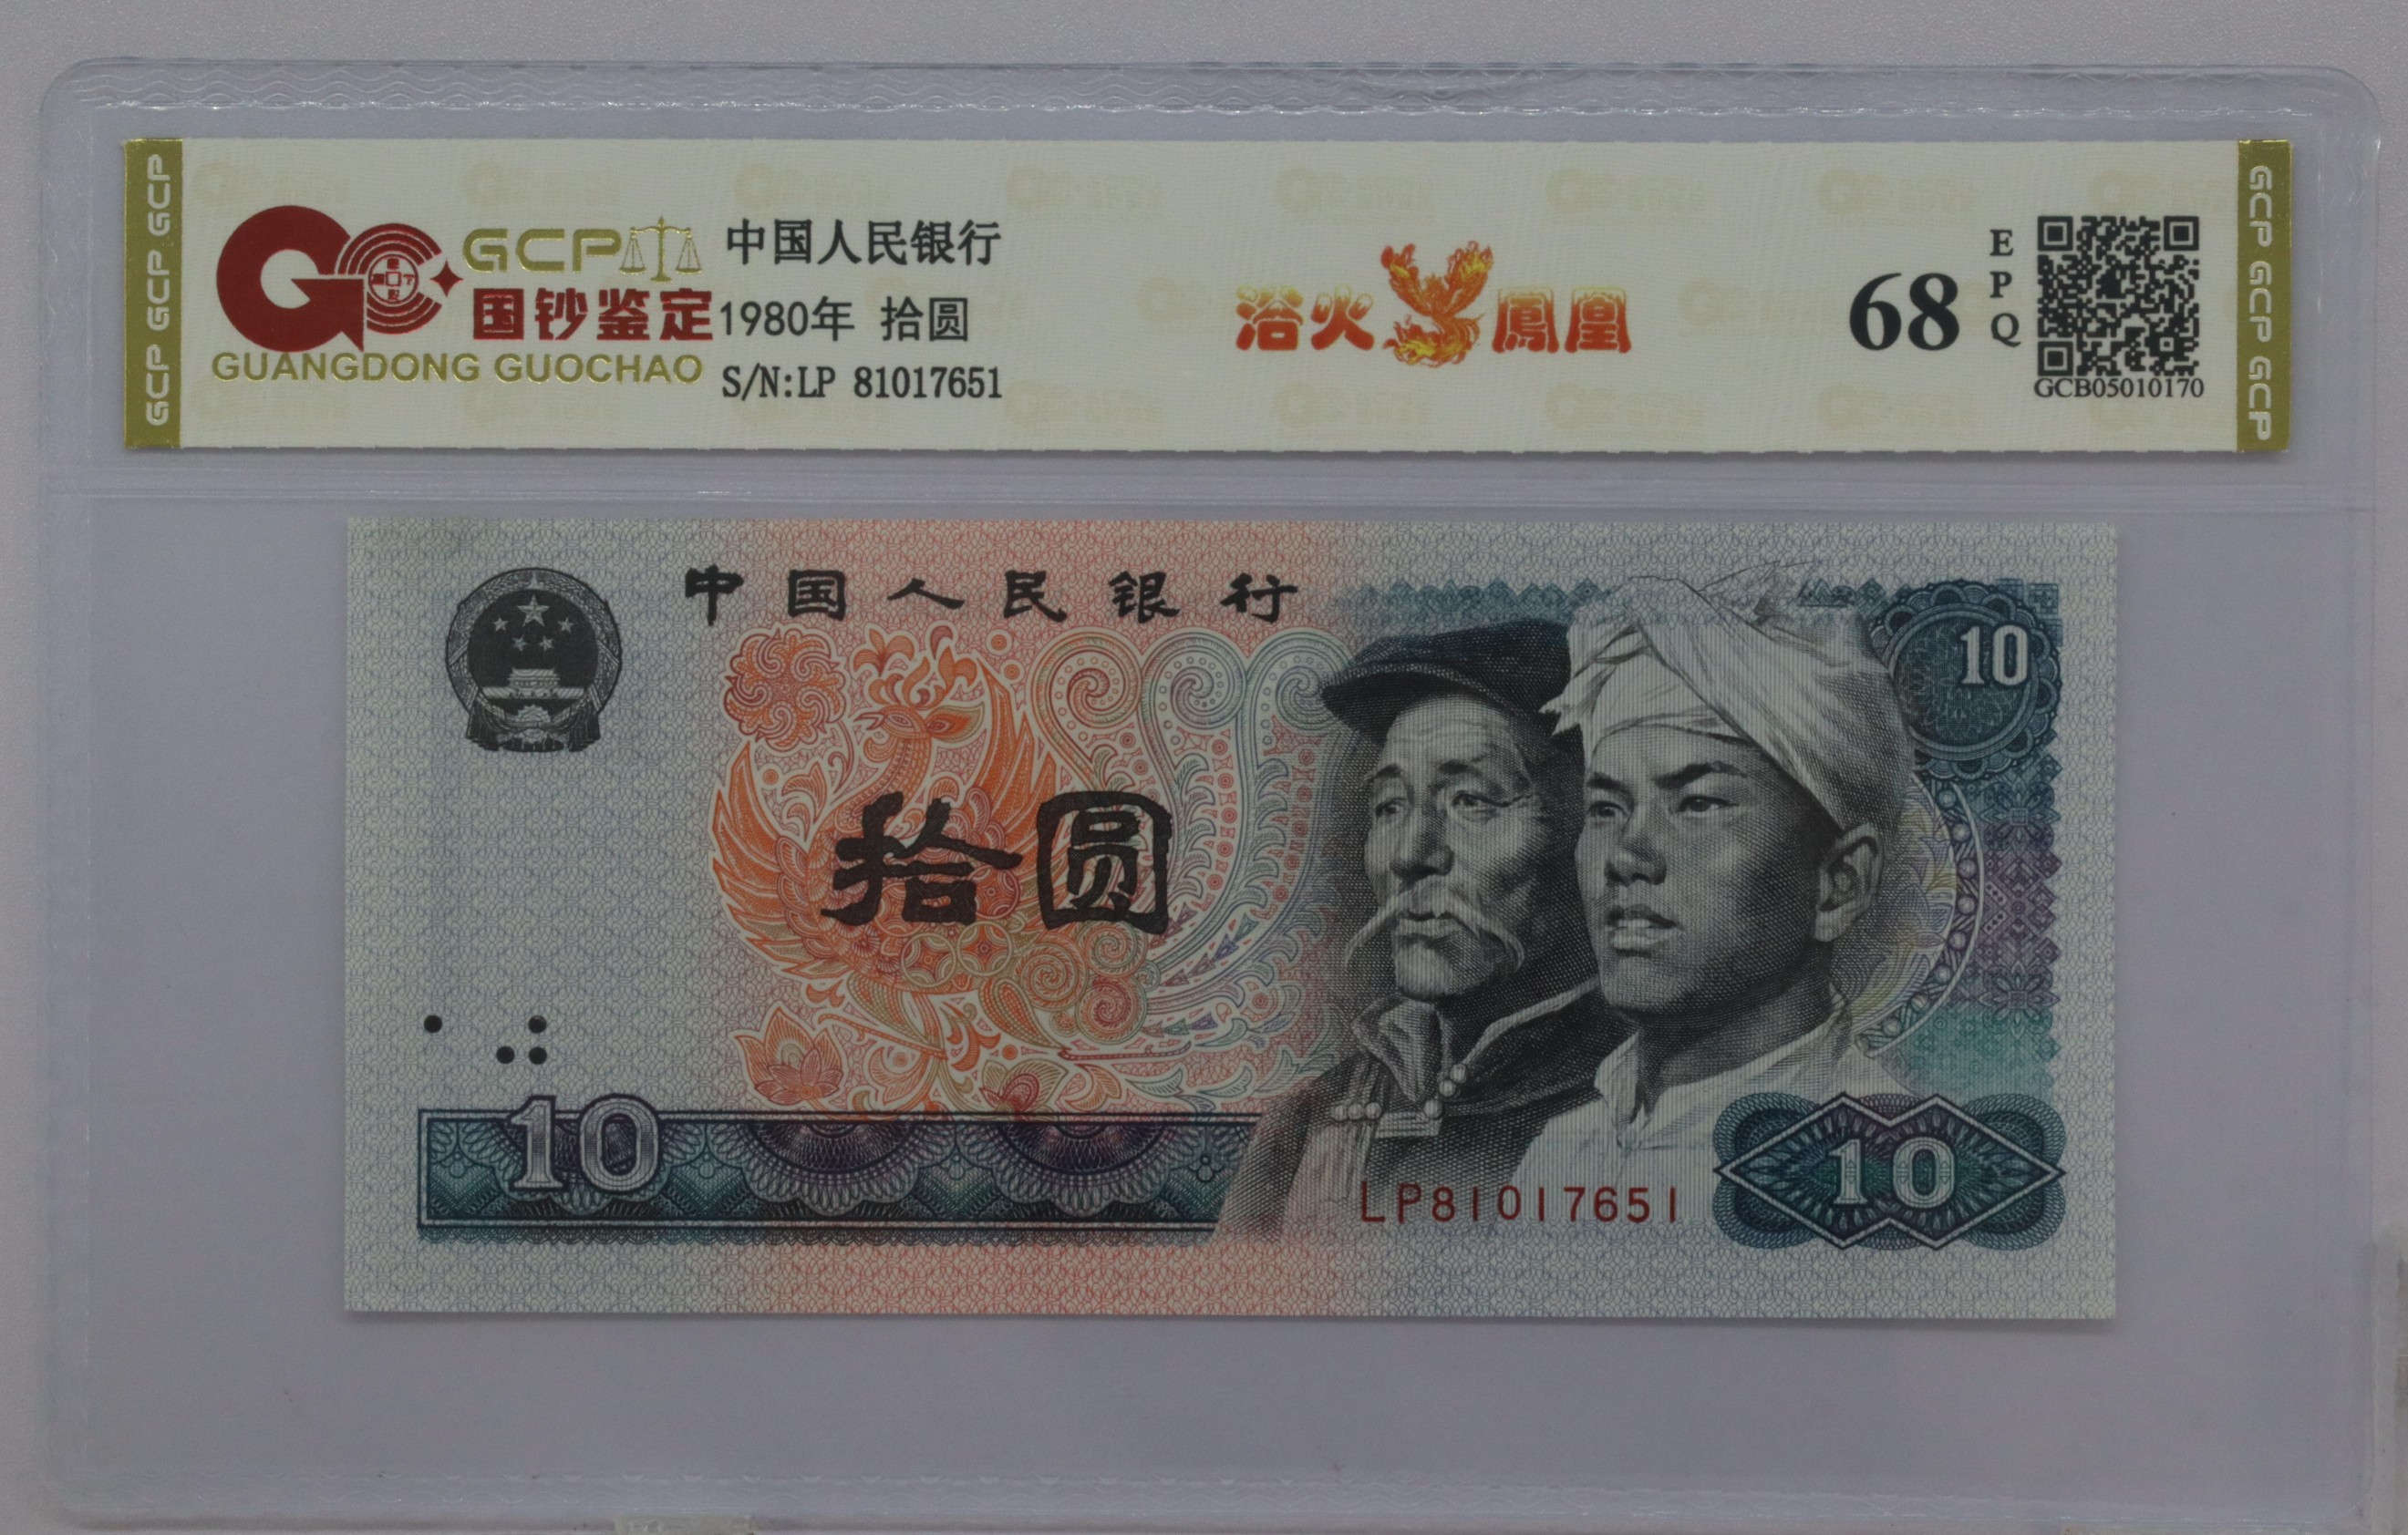 GCP GCP GCP
GCP
国钞鉴定
GUANGDONG GUOCHAO
中国人民银行
1980年 拾圆
S/N:LP 81017651
浴火鳳凰
68
EPQ
GCB05010170
GCP GCP GCP
中国人民银行
10
拾圆
10
LP81017651
10